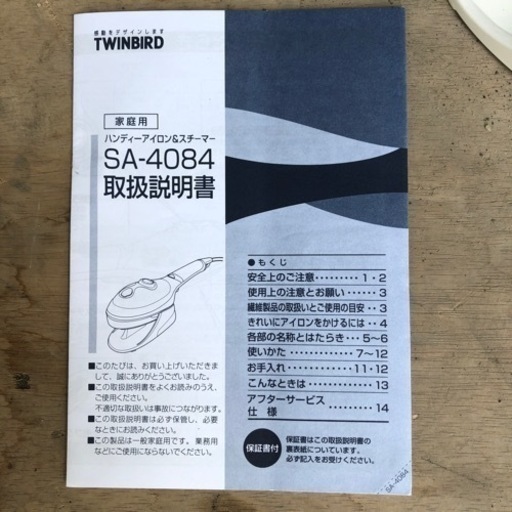 感動をデザインします
TWINBIRD
家庭用
ハンディーアイロン&スチーマー
SA-4084
取扱説明書
■このたびは、お買い上げいただきま
して、誠にありがとうございました。
■この取扱説明書をよくお読みのうえ、
ご使用ください。
不適切な取扱いは事故につながります。
■この取扱説明書は必ず保管し、必要
なときにお読みください。
■この製品は一般家庭用です。業務用
などにご使用にならないでください。
●もくじ
安全上のご注意………1・2
使用上の注意とお願い……3
繊維製品の取扱いとご使用の目安…3
きれいにアイロンをかけるには…4
各部の名称とはたらき…5~6
使いかた…………7~12
お手入れ…………11・12
こんなときは…………13
アフターサービス
仕様…………14
保証書付
保証書はこの取扱説明書の
裏表紙についています。
必ず記入をお受けください。
SA-4084